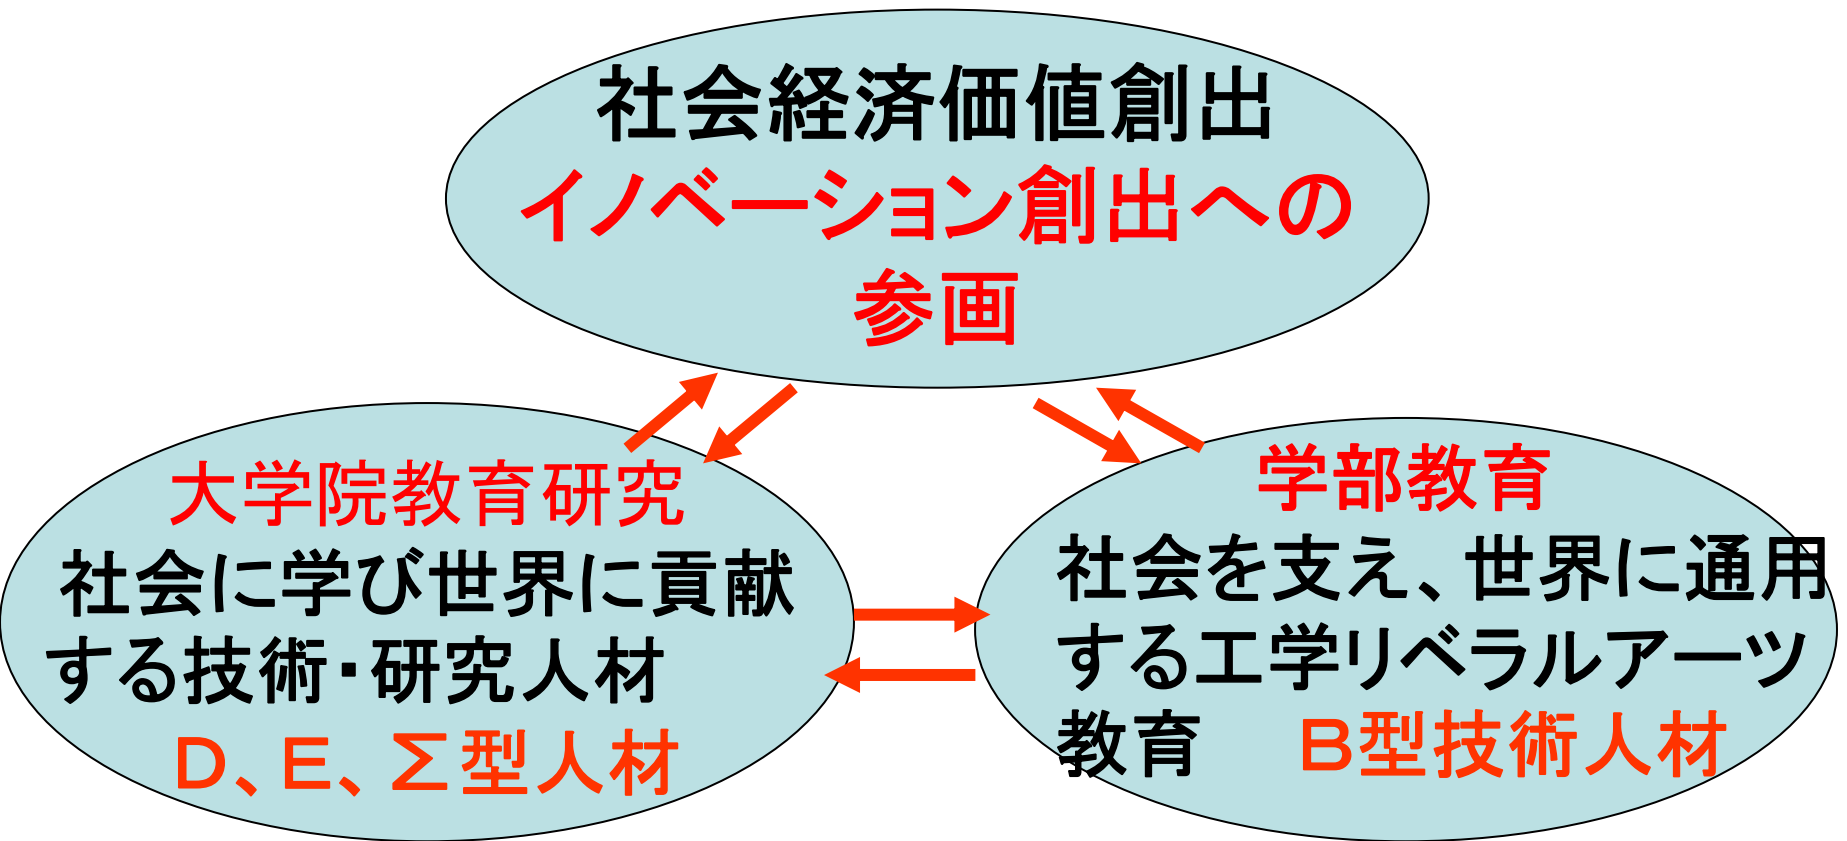 社会経済価値創出
イノベーション創出への
参画
大学院教育研究
社会に学び世界に貢献
する技術・研究人材
D、E、Σ型人材
学部教育
社会を支え、世界に通用
する工学リベラルアーツ
教育　B型技術人材